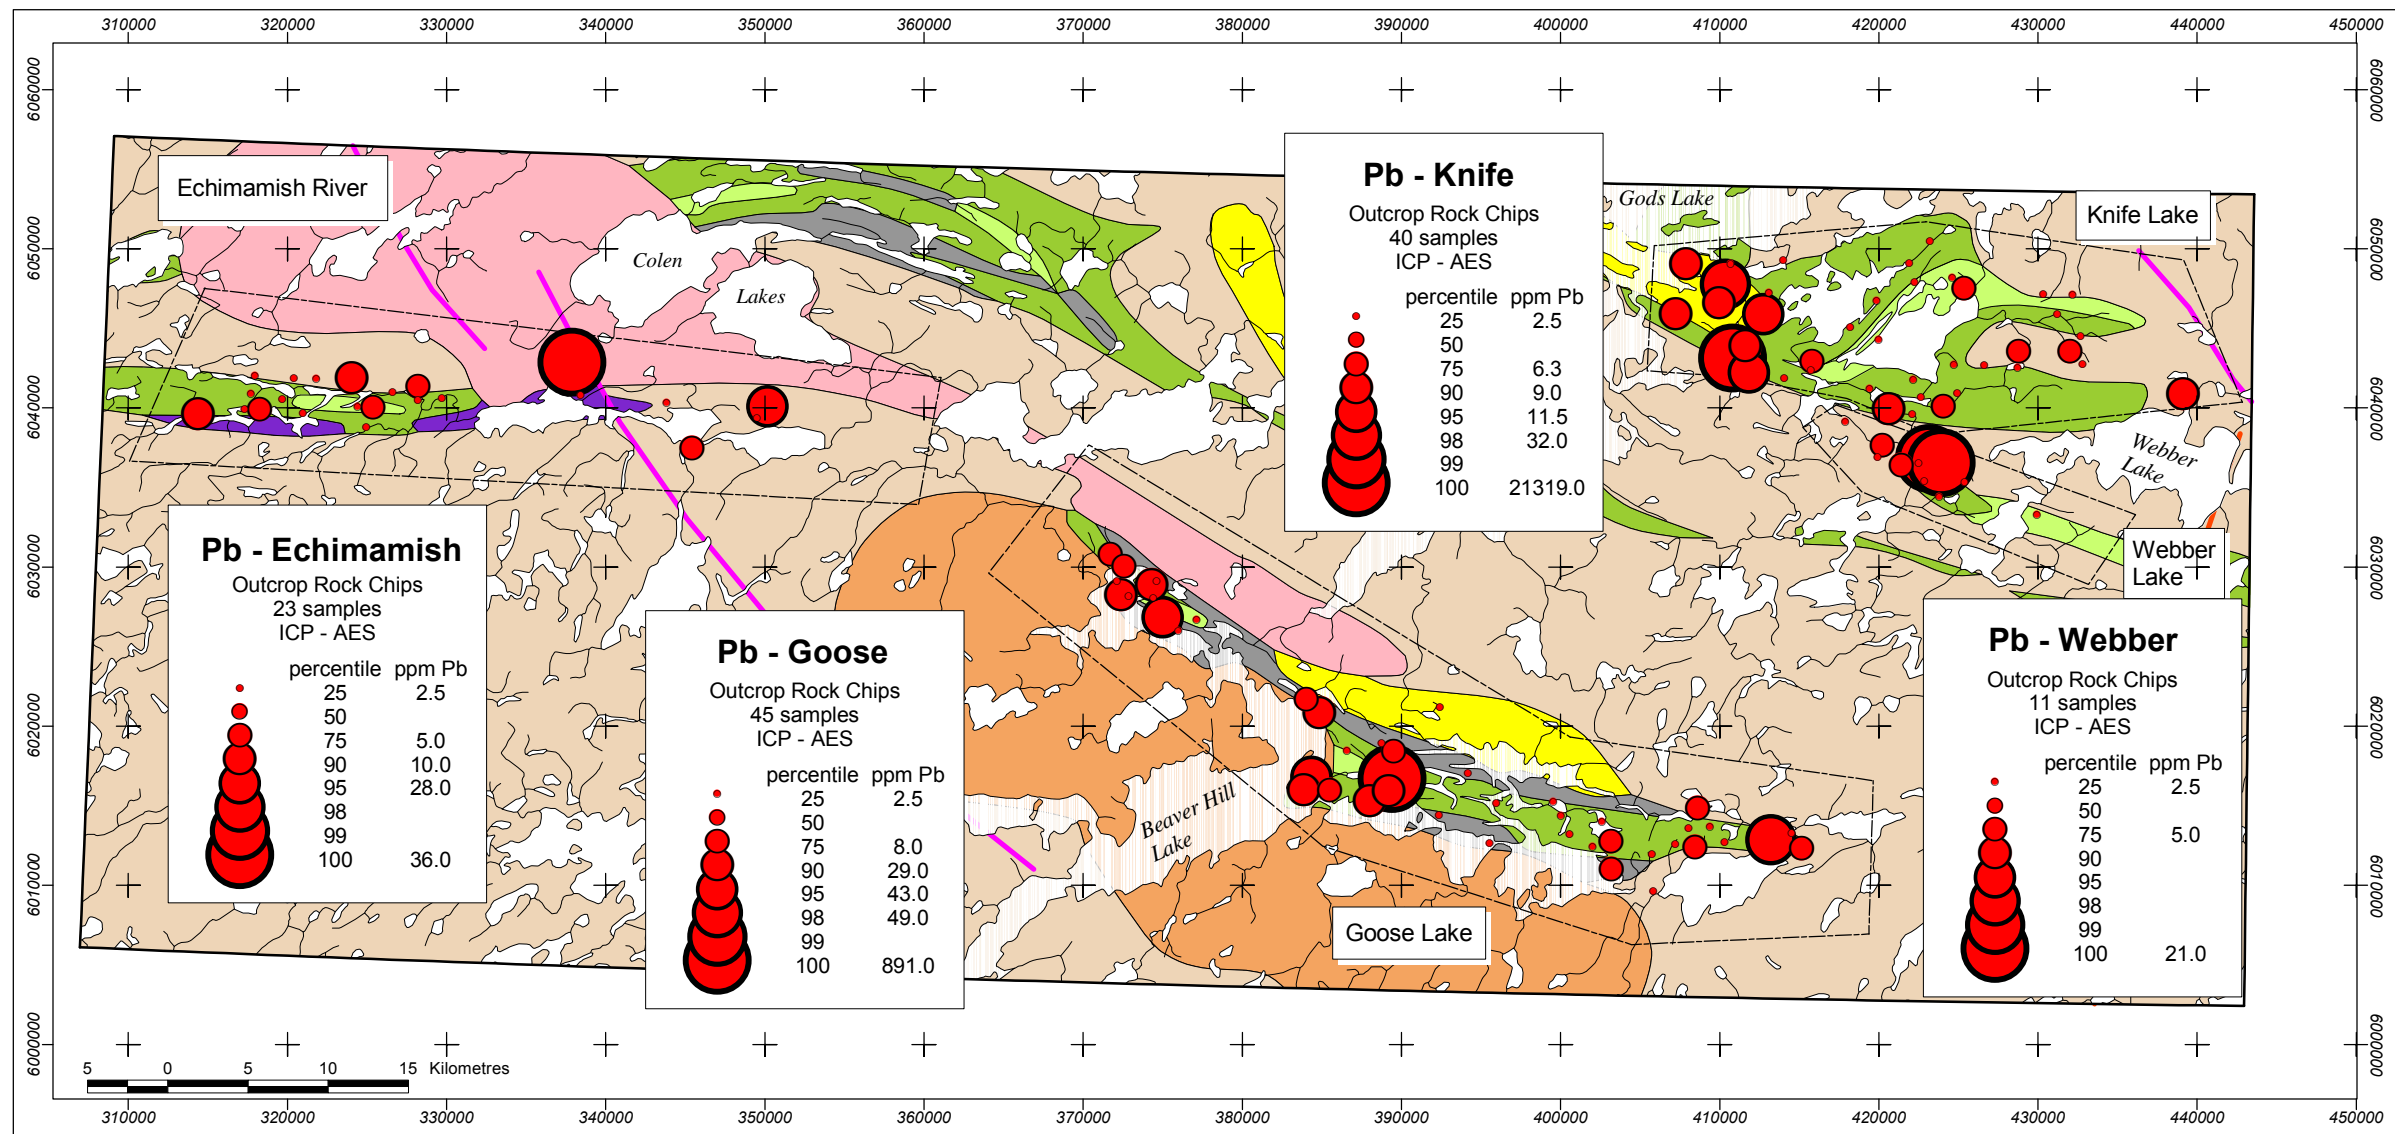 310000 320000 330000 340000 350000 360000 370000 380000 390000 400000 410000 420000 430000 440000 450000
6060000
6050000
6040000
6030000
6020000
6010000
6000000
6060000
6050000
6040000
6030000
6020000
6010000
6000000
Echimamish River
Colen
Lakes
Gods Lake
Knife Lake
Webber
Lake
Webber
Lake
Beaver Hill
Lake
Goose Lake
Pb - Knife
Outcrop Rock Chips
40 samples
ICP - AES
percentile ppm Pb
25 2.5
50
75 6.3
90 9.0
95 11.5
98 32.0
99
100 21319.0
Pb - Echimamish
Outcrop Rock Chips
23 samples
ICP - AES
percentile ppm Pb
25 2.5
50
75 5.0
90 10.0
95 28.0
98
99
100 36.0
Pb - Goose
Outcrop Rock Chips
45 samples
ICP - AES
percentile ppm Pb
25 2.5
50
75 8.0
90 29.0
95 43.0
98 49.0
99
100 891.0
Pb - Webber
Outcrop Rock Chips
11 samples
ICP - AES
percentile ppm Pb
25 2.5
50
75 5.0
90
95
98
99
100 21.0
5 0 5 10 15 Kilometres
310000 320000 330000 340000 350000 360000 370000 380000 390000 400000 410000 420000 430000 440000 450000